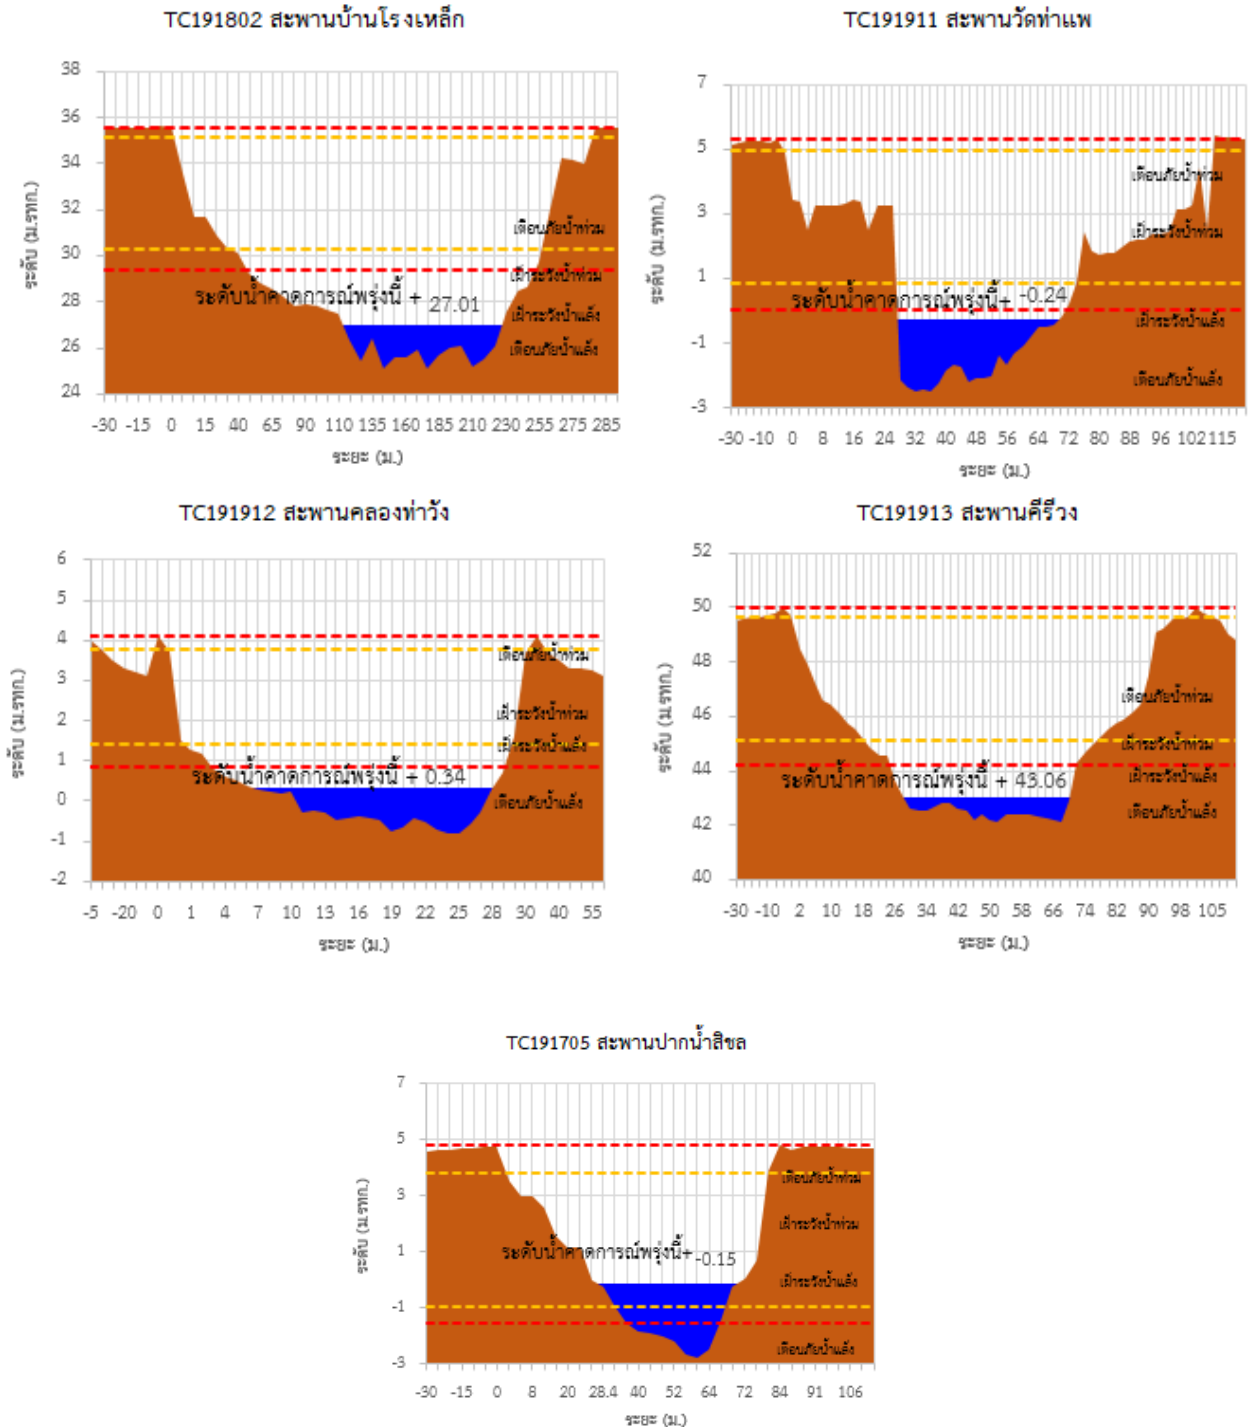 TC191802 สะพานบ้านโรงเหล็ก
38
36
34
32
30
28
26
24
ระดับ (ม.รทก.)
เตือนภัยน้ำท่วม
เฝ้าระวังน้ำท่วม
ระดับน้ำคาดการณ์พรุ่งนี้ + 27.01
เฝ้าระวังน้ำแล้ง
เตือนภัยน้ำแล้ง
-30 -15 0 15 40 65 90 110 135 160 185 210 230 255 275 285
ระยะ (ม.)
TC191911 สะพานวัดท่าแพ
7
5
3
1
-1
-3
ระดับ (ม.รทก.)
เตือนภัยน้ำท่วม
เฝ้าระวังน้ำท่วม
ระดับน้ำคาดการณ์พรุ่งนี้+ -0.24
เฝ้าระวังน้ำแล้ง
เตือนภัยน้ำแล้ง
-30 -10 0 8 16 24 32 40 48 56 64 72 80 88 96 102 115
ระยะ (ม.)
TC191912 สะพานคลองท่าวัง
6
5
4
3
2
1
0
-1
-2
ระดับ (ม.รทก.)
เตือนภัยน้ำท่วม
เฝ้าระวังน้ำท่วม
เฝ้าระวังน้ำแล้ง
ระดับน้ำคาดการณ์พรุ่งนี้ + 0.34
เตือนภัยน้ำแล้ง
-5 -20 0 1 4 7 10 13 16 19 22 25 28 30 40 55
ระยะ (ม.)
TC191913 สะพานคีรีวง
52
50
48
46
44
42
40
ระดับ (ม.รทก.)
เตือนภัยน้ำท่วม
เฝ้าระวังน้ำท่วม
ระดับน้ำคาดการณ์พรุ่งนี้ + 43.06
เฝ้าระวังน้ำแล้ง
เตือนภัยน้ำแล้ง
-30 -10 2 10 18 26 34 42 50 58 66 74 82 90 98 105
ระยะ (ม.)
TC191705 สะพานปากน้ำสิชล
7
5
3
1
-1
-3
ระดับ (ม.รทก.)
เตือนภัยน้ำท่วม
เฝ้าระวังน้ำท่วม
ระดับน้ำคาดการณ์พรุ่งนี้+ -0.15
เฝ้าระวังน้ำแล้ง
เตือนภัยน้ำแล้ง
-30 -15 0 8 20 28.4 40 52 64 72 84 91 106
ระยะ (ม.)